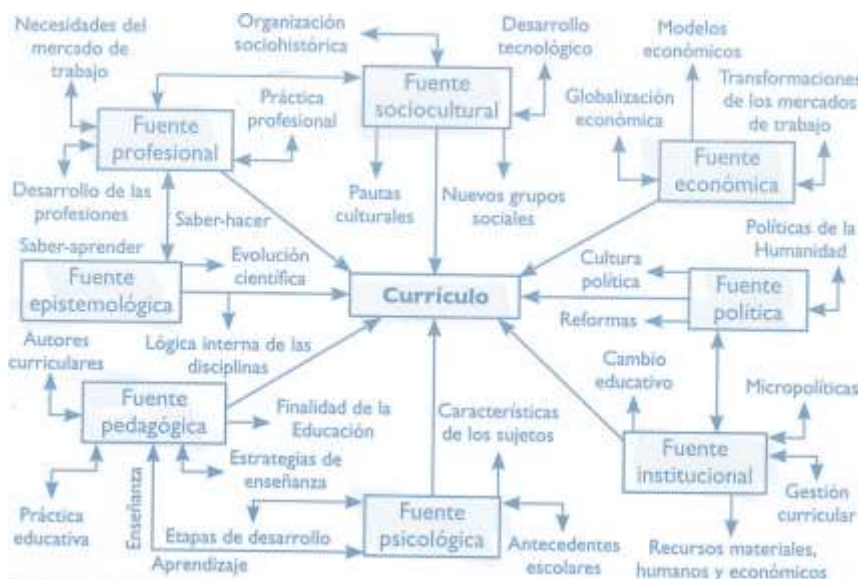 Necesidades del
mercado de
trabajo
Organización
sociohistórica
Fuente
sociocultural
Desarrollo
tecnológico
Modelos
económicos
Globalización
económica
Transformaciones
de los mercados
de trabajo
Fuente
profesional
Práctica
profesional
Fuente
económica
Desarrollo de las
profesiones
Pautas
culturales
Nuevos grupos
sociales
Saber-hacer
Saber-aprender
Fuente
epistemológica
Evolución
científica
Currículo
Cultura
política
Políticas de la
Humanidad
Fuente
política
Reformas
Lógica interna de las
disciplinas
Autores
curriculares
Fuente
pedagógica
Finalidad de la
Educación
Características
de los sujetos
Cambio
educativo
Micropolíticas
Fuente
institucional
Estrategias de
enseñanza
Práctica
educativa
Enseñanza
Etapas de desarrollo
Aprendizaje
Fuente
psicológica
Antecedentes
escolares
Gestión
curricular
Recursos materiales,
humanos y económicos